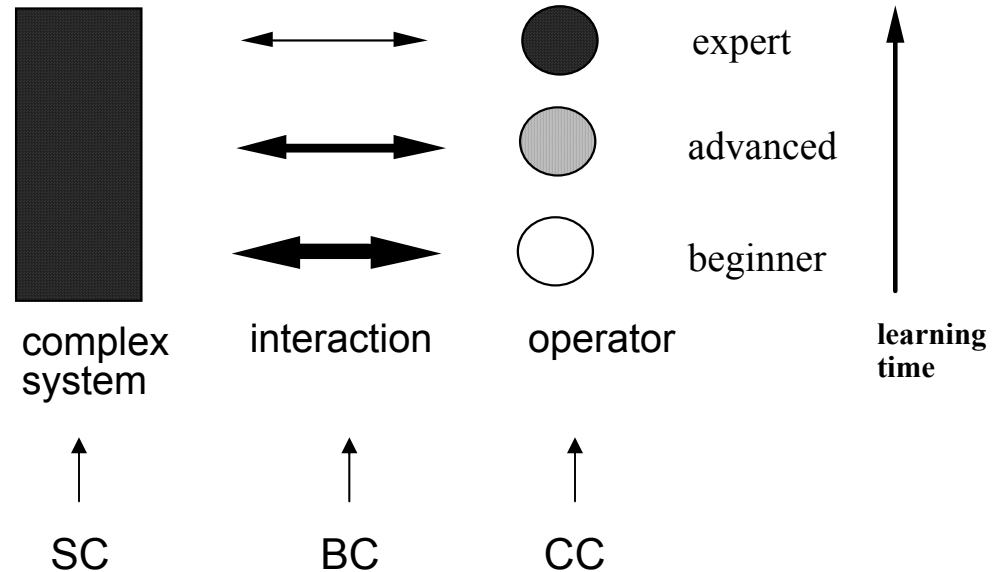 expert
advanced
beginner
complex
system
interaction
operator
learning
time
SC
BC
CC